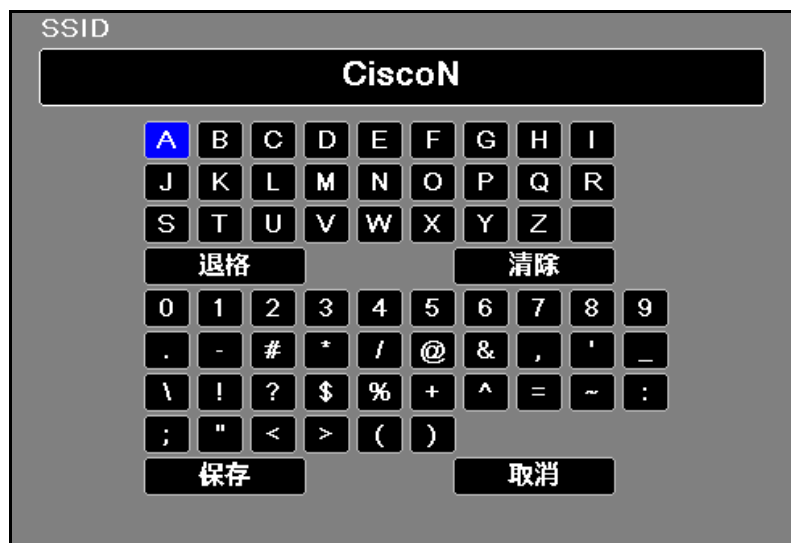 SSID
CiscoN
A B C D E F G H I
J K L M N O P Q R
S T U V W X Y Z
退格 清除
0 1 2 3 4 5 6 7 8 9
. - # * / @ & , ' _
\ ! ? $ % + ^ = ~ :
; " < > ( )
保存 取消